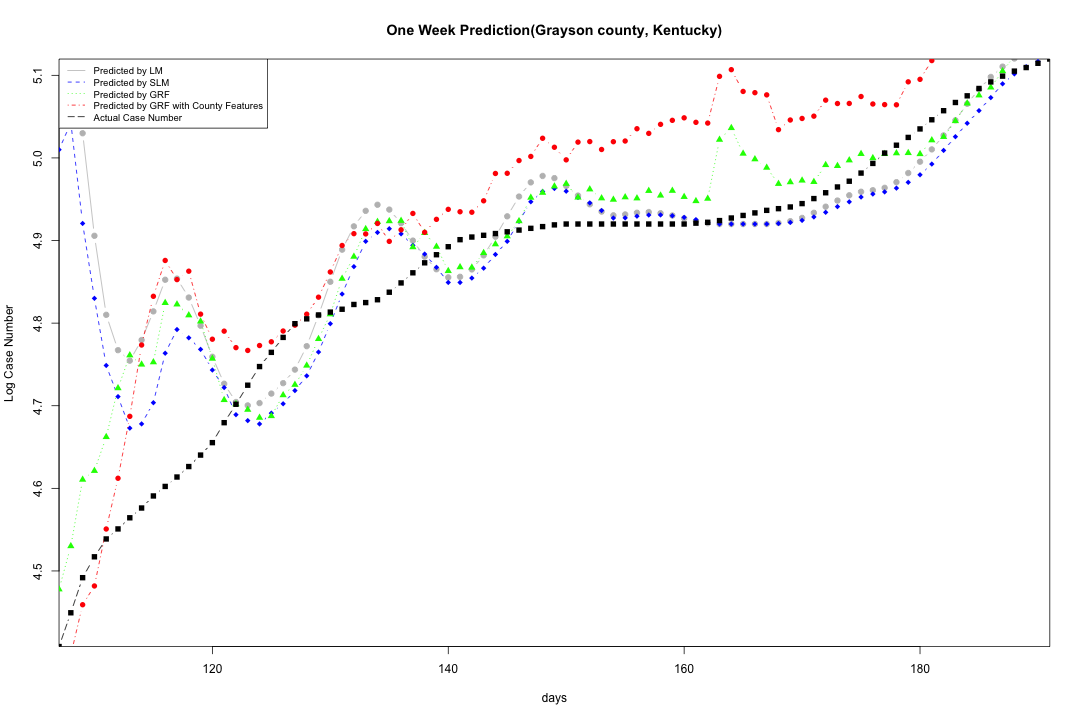 One Week Prediction(Grayson county, Kentucky)
Predicted by LM
Predicted by SLM
Predicted by GRF
Predicted by GRF with County Features
Actual Case Number
5.1
5.0
4.9
4.8
4.7
4.6
4.5
Log Case Number
120 140 160 180
days